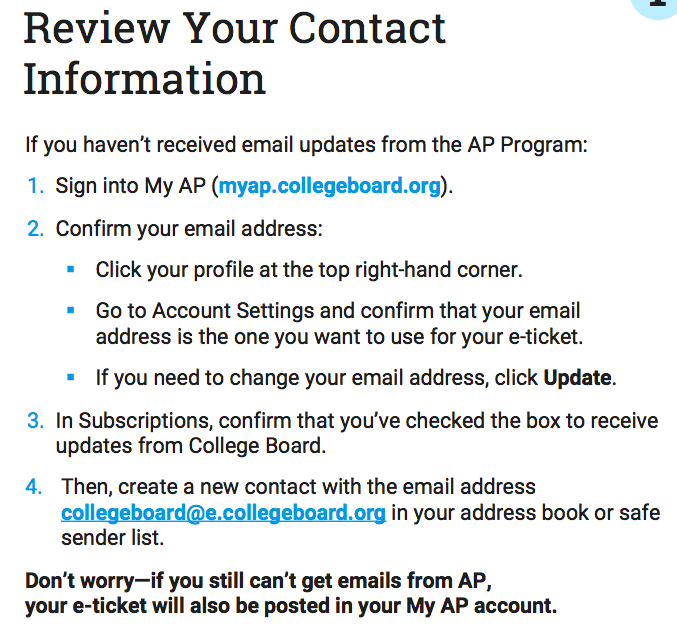 Review Your Contact
Information
If you haven't received email updates from the AP Program:
1. Sign into My AP (myap.collegeboard.org).
2. Confirm your email address:
▪ Click your profile at the top right-hand corner.
▪ Go to Account Settings and confirm that your email
address is the one you want to use for your e-ticket.
▪ If you need to change your email address, click Update.
3. In Subscriptions, confirm that you've checked the box to receive
updates from College Board.
4. Then, create a new contact with the email address
collegeboard@e.collegeboard.org in your address book or safe
sender list.
Don't worry—if you still can't get emails from AP,
your e-ticket will also be posted in your My AP account.